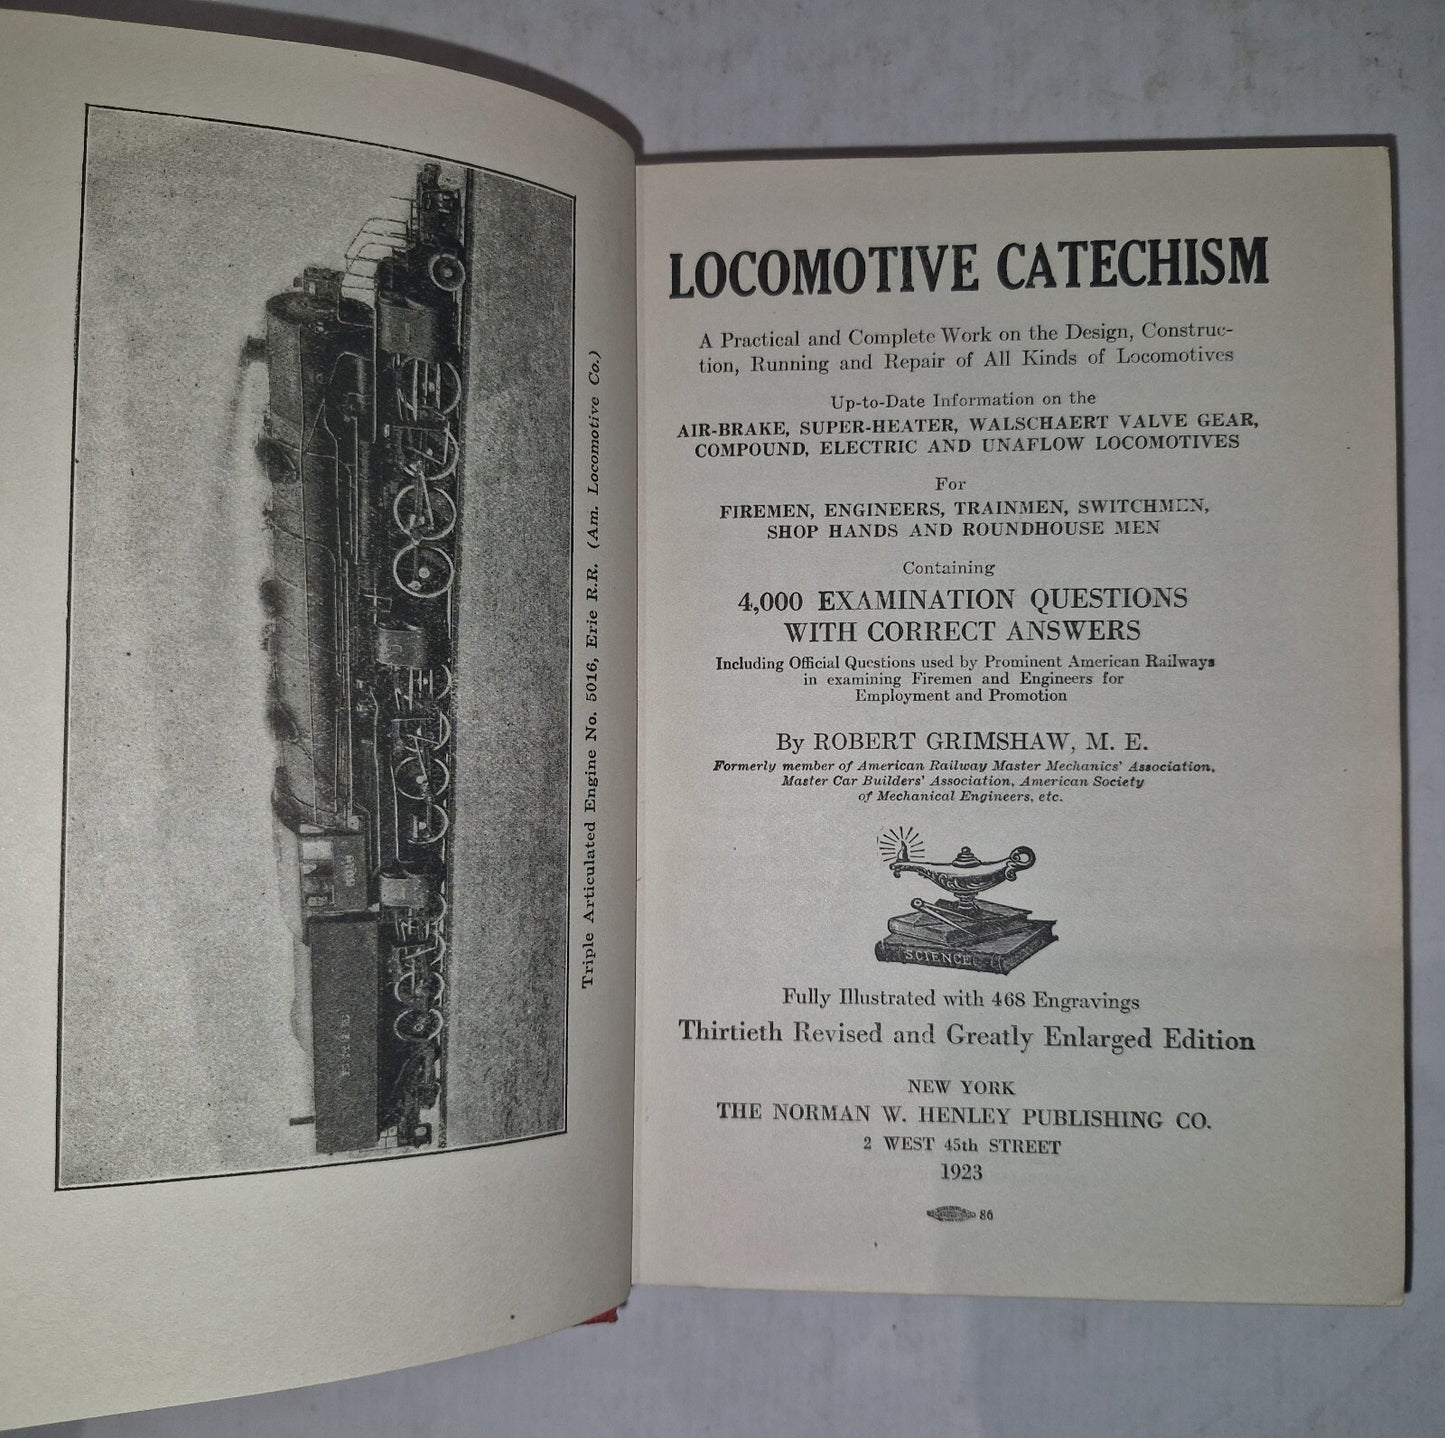 Triple Articulated Engine No. 5016, Erie R.R. (Am. Locomotive Co.)
LOCOMOTIVE CATECHISM
A Practical and Complete Work on the Design, Construc-
tion, Running and Repair of All Kinds of Locomotives
Up-to-Date Information on the
AIR-BRAKE, SUPER-HEATER, WALSCHAERT VALVE GEAR,
COMPOUND, ELECTRIC AND UNAFLOW LOCOMOTIVES
For
FIREMEN, ENGINEERS, TRAINMEN, SWITCHMEN,
SHOP HANDS AND ROUNDHOUSE MEN
Containing
4,000 EXAMINATION QUESTIONS
WITH CORRECT ANSWERS
Including Official Questions used by Prominent American Railways
in examining Firemen and Engineers for
Employment and Promotion
By ROBERT GRIMSHAW, M. E.
Formerly member of American Railway Master Mechanics' Association,
Master Car Builders' Association, American Society
of Mechanical Engineers, etc.
SCIENCE
Fully Illustrated with 468 Engravings
Thirtieth Revised and Greatly Enlarged Edition
NEW YORK
THE NORMAN W. HENLEY PUBLISHING CO.
2 WEST 45th STREET
1923
86